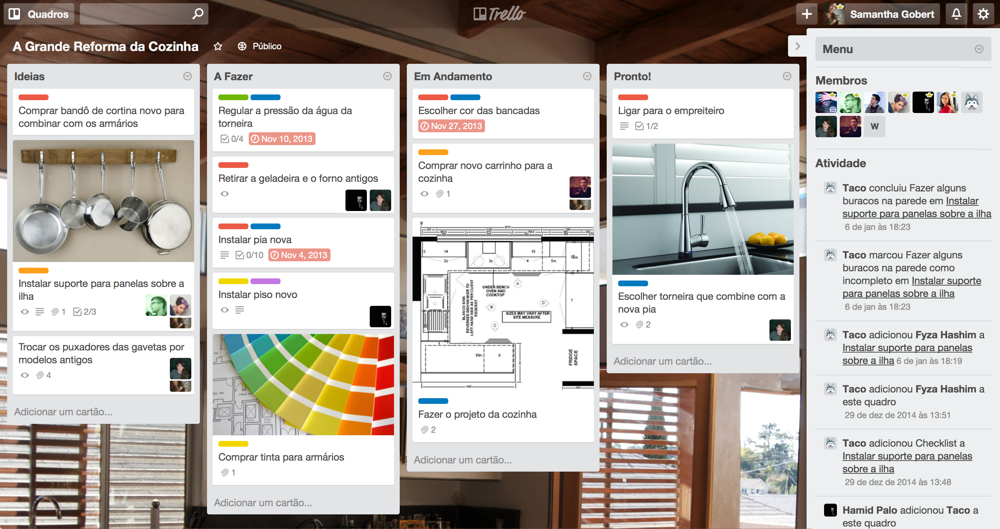 Quadros
Trello
Samantha Gobert
A Grande Reforma da Cozinha
Público
Ideias
Comprar bandô de cortina novo para
combinar com os armários
Instalar suporte para panelas sobre a
ilha
1 2/3
Trocar os puxadores das gavetas por
modelos antigos
4
Adicionar um cartão...
A Fazer
Regular a pressão da água da
torneira
0/4 Nov 10, 2013
Retirar a geladeira e o forno antigos
Instalar pia nova
0/10 Nov 4, 2013
Instalar piso novo
Comprar tinta para armários
1
Adicionar um cartão...
Em Andamento
Escolher cor das bancadas
Nov 27, 2013
Comprar novo carrinho para a
cozinha
1
3670
13
14
15
2c
3x
4
5m
UNDER BENCH
OVEN AND
COOKTOP
BLANCO SINK
REVERSED DISHWASHER TO
LEFT HAND SIDE AS PER CLIENT
REQUEST
A
B
C
D
7
SIZES MAY VARY AFTER
SITE MEASURE
10m
9
FRIDGE
SPACE
Fazer o projeto da cozinha
2
Adicionar um cartão...
Pronto!
Ligar para o empreiteiro
1/2
Escolher torneira que combine com a
nova pia
2
Adicionar um cartão...
Menu
Membros
W
Atividade
Taco concluiu Fazer alguns
buracos na parede em Instalar
suporte para panelas sobre a ilha
6 de jan às 18:23
Taco marcou Fazer alguns
buracos na parede como
incompleto em Instalar suporte
para panelas sobre a ilha
6 de jan às 18:23
Taco adicionou Fyza Hashim a
Instalar suporte para panelas
sobre a ilha 6 de jan às 18:19
Taco adicionou Fyza Hashim a
este quadro
29 de dez de 2014 às 13:51
Taco adicionou Checklist a
Instalar suporte para panelas
sobre a ilha
29 de dez de 2014 às 13:48
Hamid Palo adicionou Taco a
este quadro